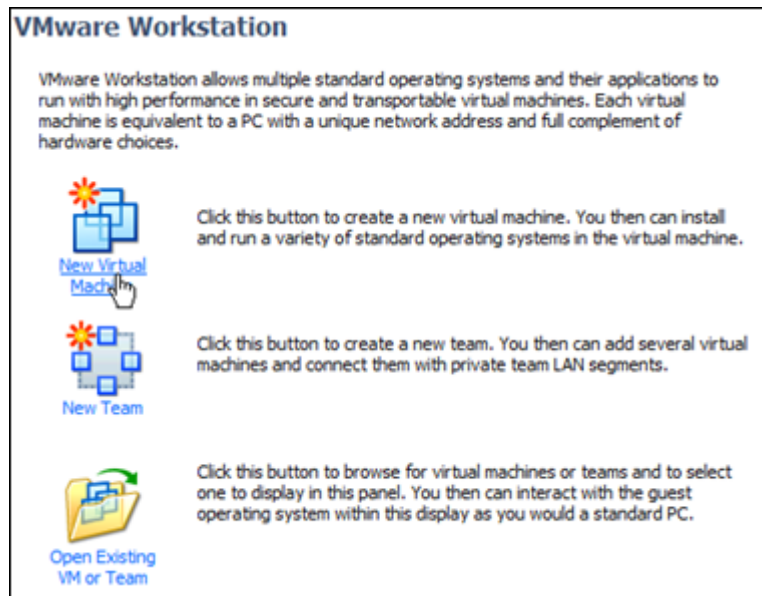 VMware Workstation
VMware Workstation allows multiple standard operating systems and their applications to
run with high performance in secure and transportable virtual machines. Each virtual
machine is equivalent to a PC with a unique network address and full complement of
hardware choices.
Click this button to create a new virtual machine. You then can install
and run a variety of standard operating systems in the virtual machine.
New Virtual
Click this button to create a new team. You then can add several virtual
machines and connect them with private team LAN segments.
New Team
Click this button to browse for virtual machines or teams and to select
one to display in this panel. You then can interact with the guest
operating system within this display as you would a standard PC.
Open Existing
VM or Team